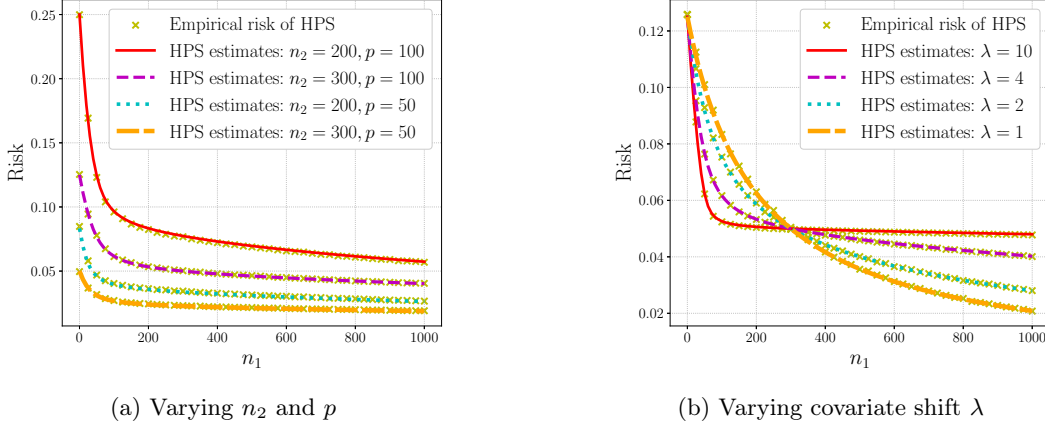 0.25
0.20
0.15
0.10
0.05
Risk
Empirical risk of HPS
HPS estimates: n₂ = 200, p = 100
HPS estimates: n₂ = 300, p = 100
HPS estimates: n₂ = 200, p = 50
HPS estimates: n₂ = 300, p = 50
0 200 400 600 800 1000
n₁
(a) Varying n₂ and p
0.12
0.10
0.08
0.06
0.04
0.02
Risk
Empirical risk of HPS
HPS estimates: λ = 10
HPS estimates: λ = 4
HPS estimates: λ = 2
HPS estimates: λ = 1
0 200 400 600 800 1000
n₁
(b) Varying covariate shift λ